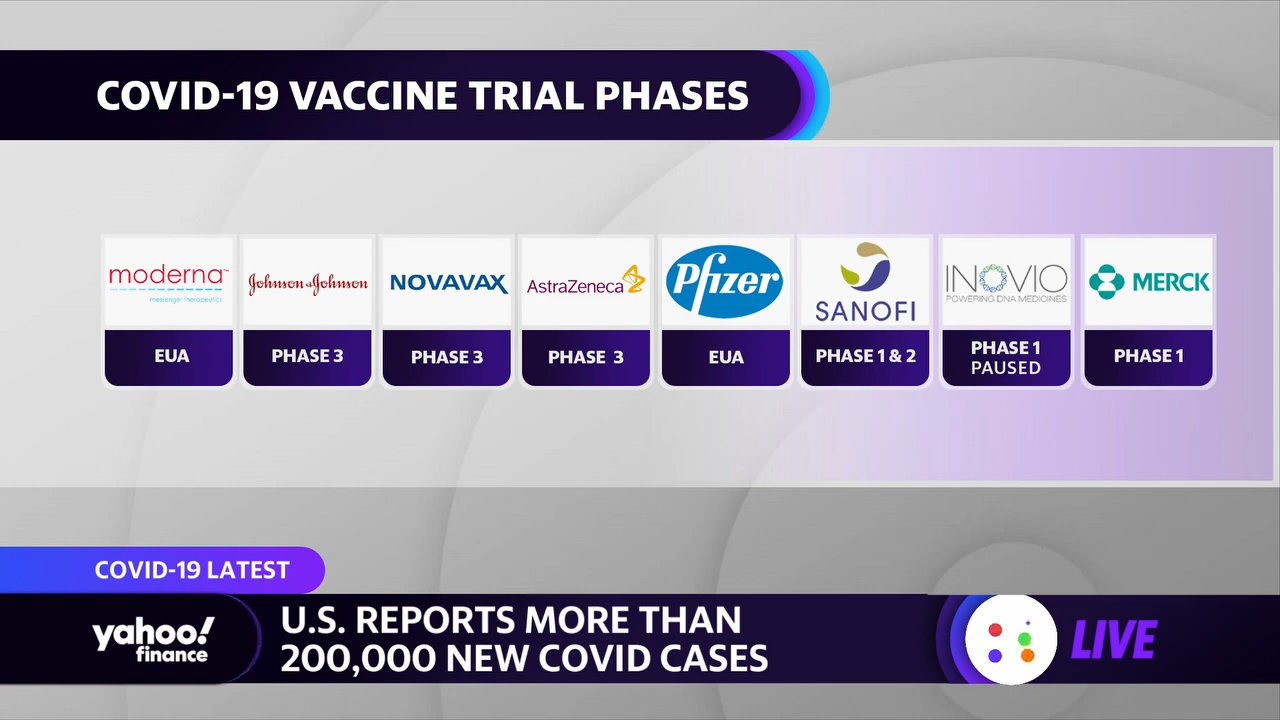 COVID-19 VACCINE TRIAL PHASES
moderna™
messenger therapeutics
EUA
Johnson & Johnson
PHASE 3
NOVAVAX
PHASE 3
AstraZeneca
PHASE 3
Pfizer
EUA
SANOFI
PHASE 1 & 2
INOVIO
POWERING DNA MEDICINES
PHASE 1
PAUSED
MERCK
PHASE 1
COVID-19 LATEST
yahoo!
finance
U.S. REPORTS MORE THAN
200,000 NEW COVID CASES
LIVE